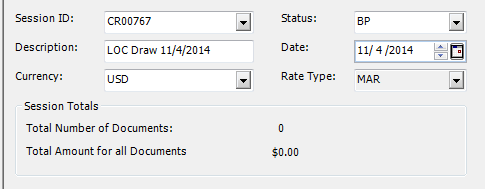 Session ID: CR00767 Status: BP
Description: LOC Draw 11/4/2014 Date: 11/ 4 /2014
Currency: USD Rate Type: MAR
Session Totals
Total Number of Documents: 0
Total Amount for all Documents $0.00